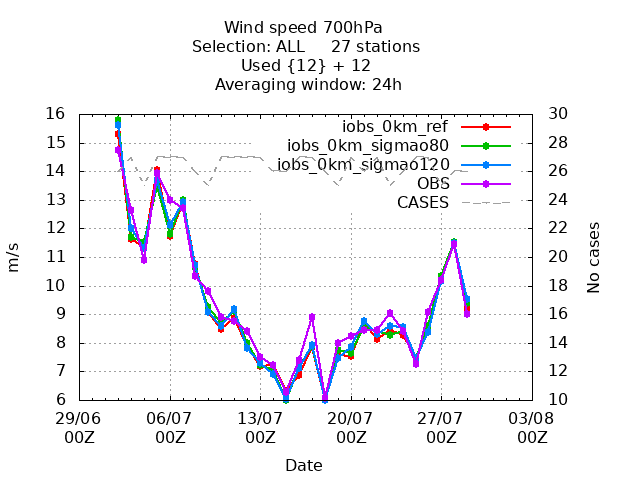 Wind speed 700hPa
Selection: ALL 27 stations
Used {12} + 12
Averaging window: 24h
16 30
15 28
14 26
13 24
12 22
11 20
10 18
9 16
8 14
7 12
6 10
iobs_0km_ref
iobs_0km_sigmao80
iobs_0km_sigmao120
OBS
CASES
m/s
No cases
29/06 06/07 13/07 20/07 27/07 03/08
00Z 00Z 00Z 00Z 00Z 00Z
Date